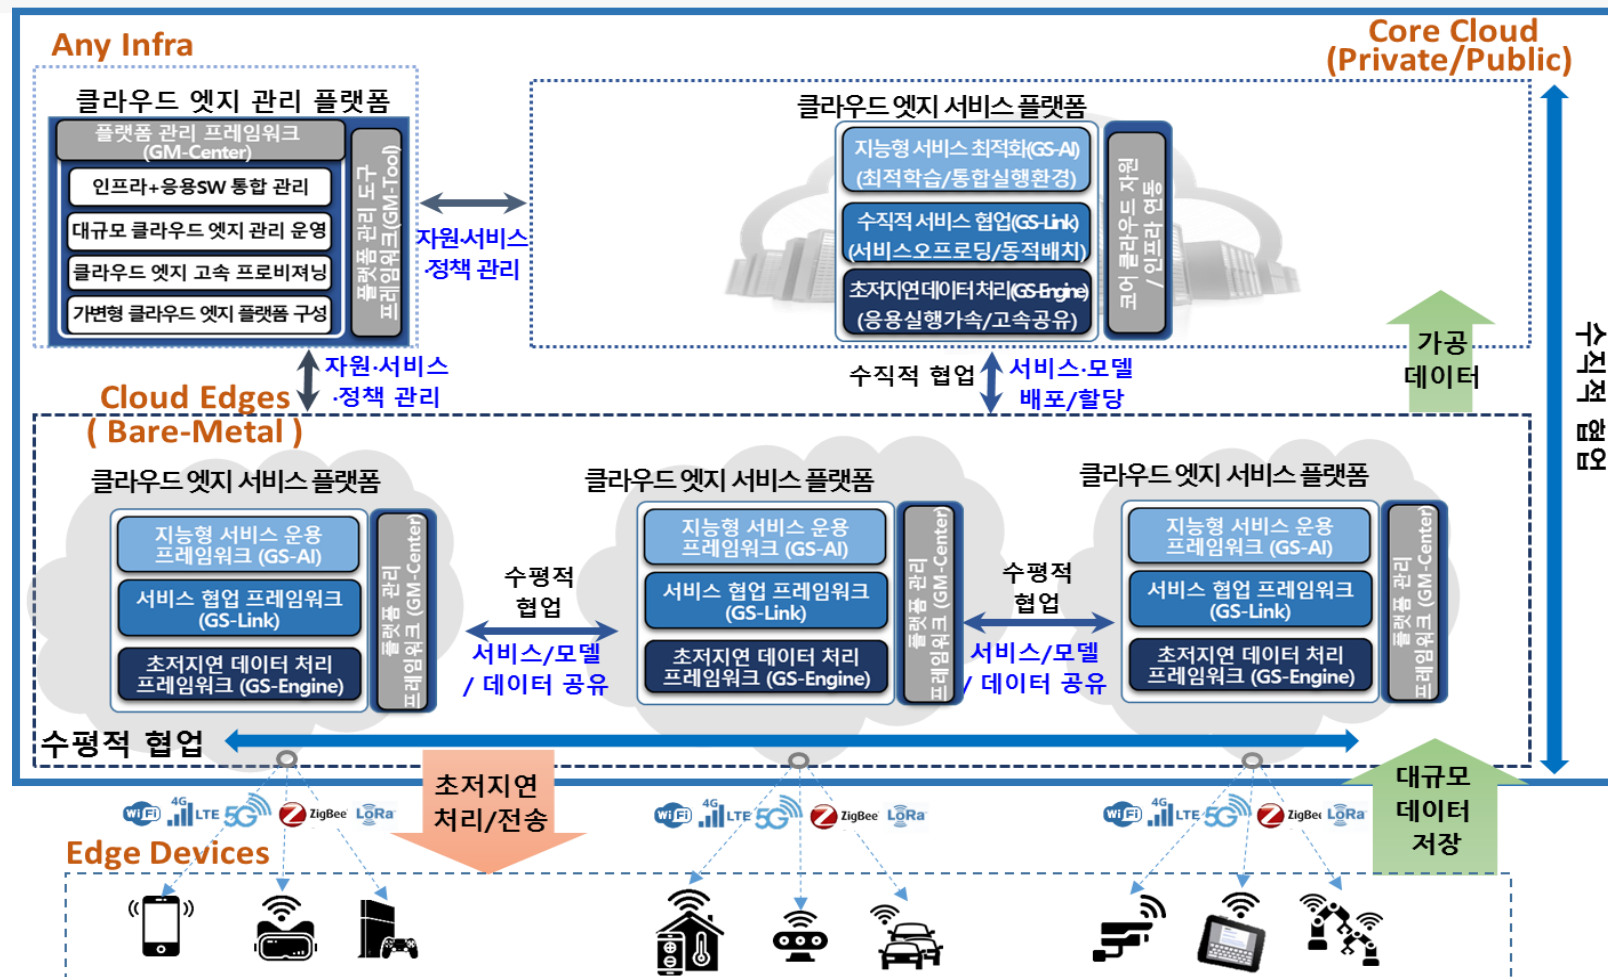 Any Infra
Core Cloud
(Private/Public)
클라우드 엣지 관리 플랫폼
플랫폼 관리 프레임워크
(GM-Center)
인프라+응용SW 통합 관리
대규모 클라우드 엣지 관리 운영
클라우드 엣지 고속 프로비져닝
가변형 클라우드 엣지 플랫폼 구성
플랫폼 관리 도구
프레임워크(GM-Tool)
자원·서비스
·정책 관리
클라우드 엣지 서비스 플랫폼
지능형 서비스 최적화(GS-AI)
(최적학습/통합실행환경)
수직적 서비스 협업(GS-Link)
(서비스오프로딩/동적배치)
초저지연 데이터 처리(GS-Engine)
(응용실행가속/고속공유)
코어 클라우드 자원
/ 인프라 연동
가공
데이터
수직적 협업
자원·서비스
·정책 관리
수직적 협업
서비스·모델
배포/할당
Cloud Edges
( Bare-Metal )
클라우드 엣지 서비스 플랫폼
지능형 서비스 운용
프레임워크 (GS-AI)
서비스 협업 프레임워크
(GS-Link)
초저지연 데이터 처리
프레임워크 (GS-Engine)
플랫폼 관리
프레임워크 (GM-Center)
수평적
협업
서비스/모델
/ 데이터 공유
클라우드 엣지 서비스 플랫폼
지능형 서비스 운용
프레임워크 (GS-AI)
서비스 협업 프레임워크
(GS-Link)
초저지연 데이터 처리
프레임워크 (GS-Engine)
플랫폼 관리
프레임워크 (GM-Center)
수평적
협업
서비스/모델
/ 데이터 공유
클라우드 엣지 서비스 플랫폼
지능형 서비스 운용
프레임워크 (GS-AI)
서비스 협업 프레임워크
(GS-Link)
초저지연 데이터 처리
프레임워크 (GS-Engine)
플랫폼 관리
프레임워크 (GM-Center)
수평적 협업
초저지연
처리/전송
대규모
데이터
저장
WiFi 4G LTE 5G ZigBee LoRa
WiFi 4G LTE 5G ZigBee LoRa
WiFi 4G LTE 5G ZigBee LoRa
Edge Devices